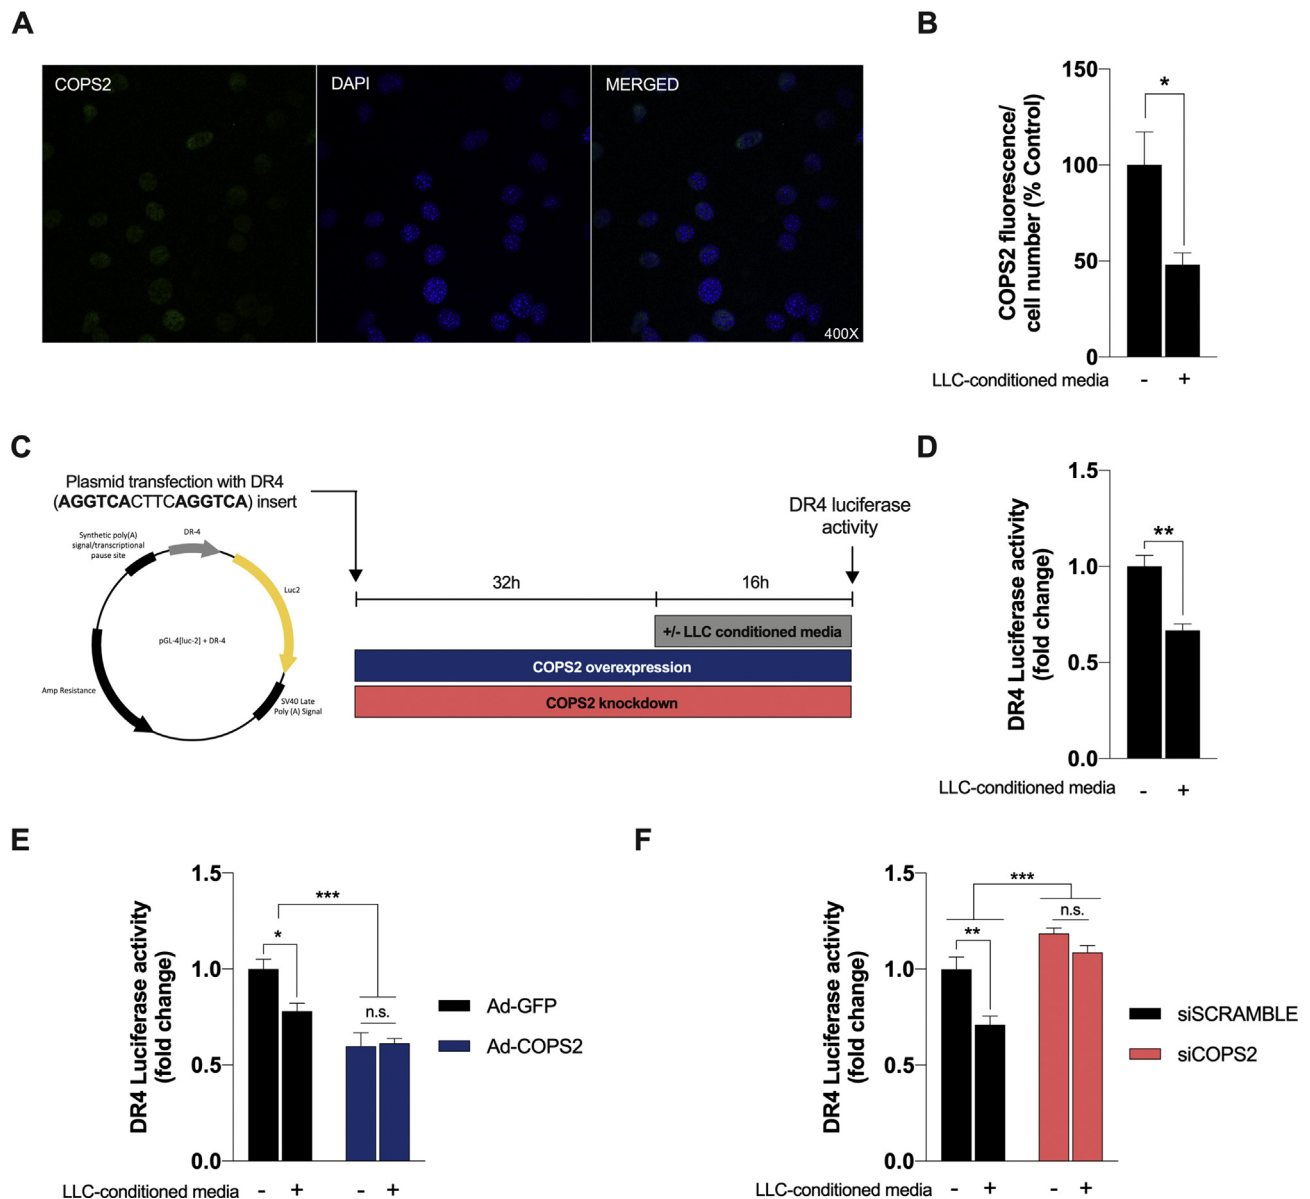 A
COPS2
DAPI
MERGED
400X
B
150
100
50
0
COPS2 fluorescence/
cell number (% Control)
*
LLC-conditioned media
-
+
C
Plasmid transfection with DR4
(AGGTCACTTCAGGTCA) insert
Synthetic poly(A)
signal/transcriptional
pause site
DR-4
Luc2
pGL-4[luc-2] + DR-4
Amp Resistance
SV40 Late
Poly (A) Signal
DR4 luciferase
activity
32h
16h
+/- LLC conditioned media
COPS2 overexpression
COPS2 knockdown
D
1.5
1.0
0.5
0.0
DR4 Luciferase activity
(fold change)
**
LLC-conditioned media
-
+
E
1.5
1.0
0.5
0.0
DR4 Luciferase activity
(fold change)
***
*
n.s.
Ad-GFP
Ad-COPS2
LLC-conditioned media
-
+
-
+
F
1.5
1.0
0.5
0.0
DR4 Luciferase activity
(fold change)
***
**
n.s.
siSCRAMBLE
siCOPS2
LLC-conditioned media
-
+
-
+